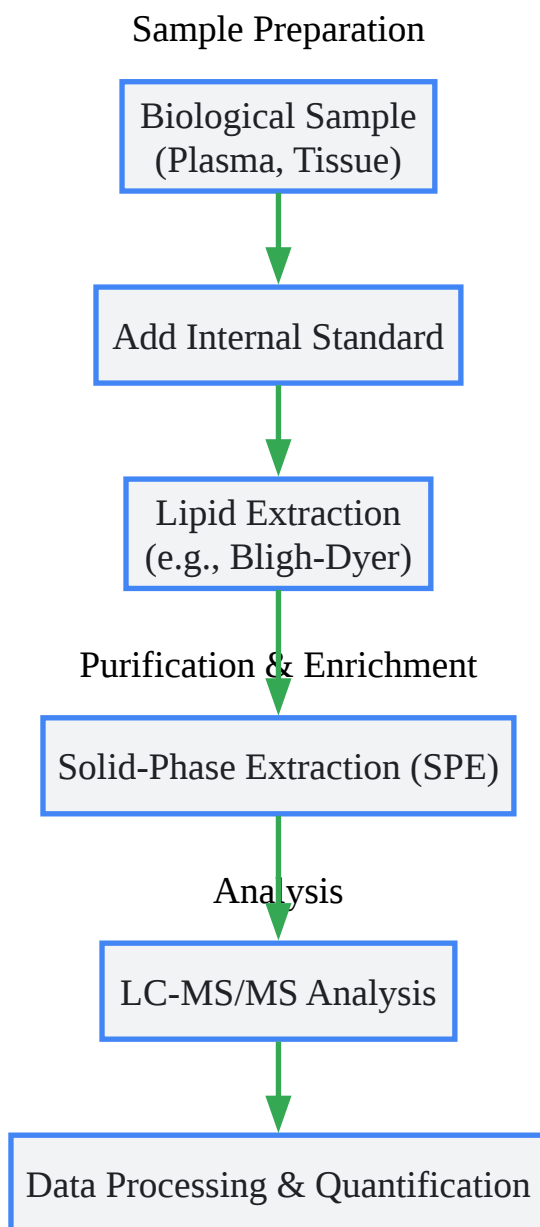 Sample Preparation
Biological Sample
(Plasma, Tissue)
Add Internal Standard
Lipid Extraction
(e.g., Bligh-Dyer)
Purification & Enrichment
Solid-Phase Extraction (SPE)
Analysis
LC-MS/MS Analysis
Data Processing & Quantification